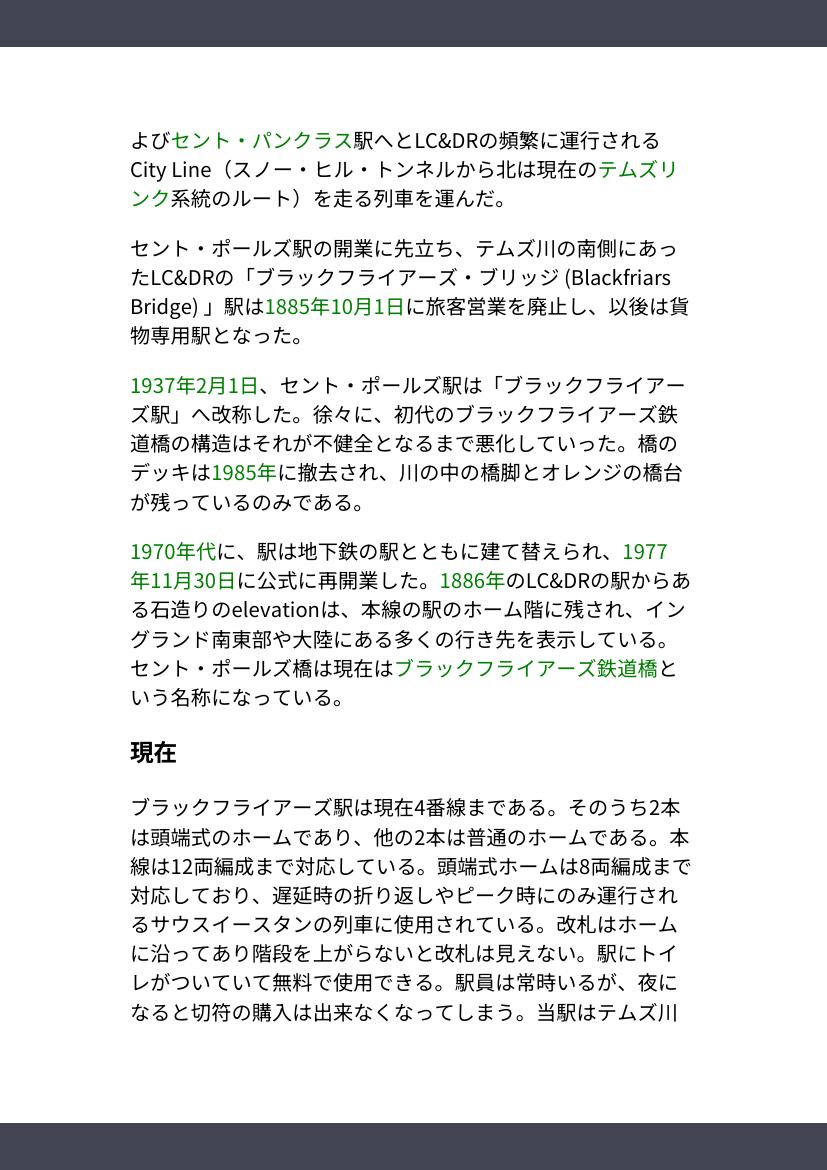 よびセント・パンクラス駅へとLC&DRの頻繁に運行される
City Line（スノー・ヒル・トンネルから北は現在のテムズリ
ンク系統のルート）を走る列車を運んだ。
セント・ポールズ駅の開業に先立ち、テムズ川の南側にあっ
たLC&DRの「ブラックフライアーズ・ブリッジ (Blackfriars
Bridge) 」駅は1885年10月1日に旅客営業を廃止し、以後は貨
物専用駅となった。
1937年2月1日、セント・ポールズ駅は「ブラックフライアー
ズ駅」へ改称した。徐々に、初代のブラックフライアーズ鉄
道橋の構造はそれが不健全となるまで悪化していった。橋の
デッキは1985年に撤去され、川の中の橋脚とオレンジの橋台
が残っているのみである。
1970年代に、駅は地下鉄の駅とともに建て替えられ、1977
年11月30日に公式に再開業した。1886年のLC&DRの駅からあ
る石造りのelevationは、本線の駅のホーム階に残され、イン
グランド南東部や大陸にある多くの行き先を表示している。
セント・ポールズ橋は現在はブラックフライアーズ鉄道橋と
いう名称になっている。
現在
ブラックフライアーズ駅は現在4番線まである。そのうち2本
は頭端式のホームであり、他の2本は普通のホームである。本
線は12両編成まで対応している。頭端式ホームは8両編成まで
対応しており、遅延時の折り返しやピーク時にのみ運行され
るサウスイースタンの列車に使用されている。改札はホーム
に沿ってあり階段を上がらないと改札は見えない。駅にトイ
レがついていて無料で使用できる。駅員は常時いるが、夜に
なると切符の購入は出来なくなってしまう。当駅はテムズ川